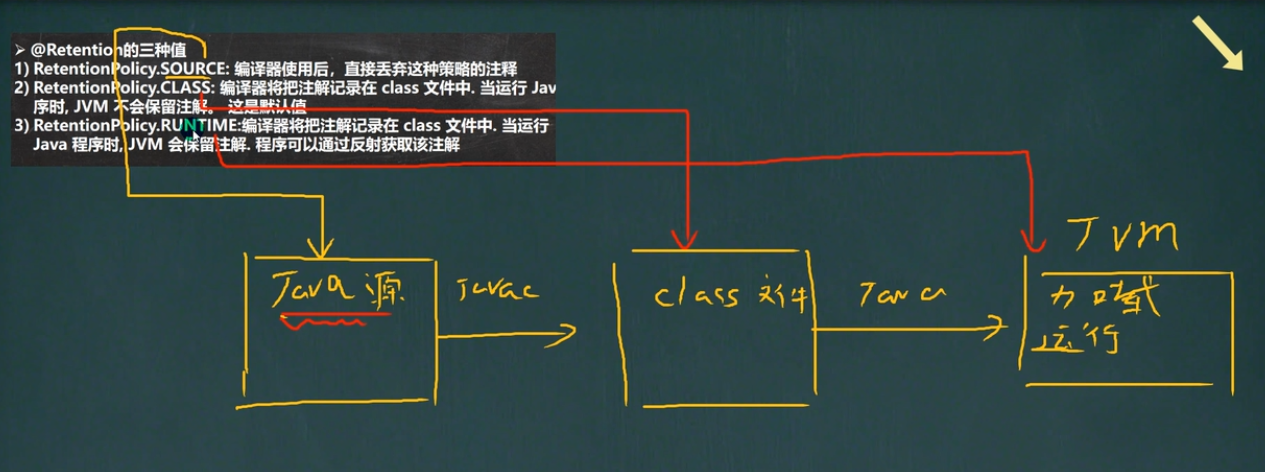 ➢ @Retention的三种值
1) RetentionPolicy.SOURCE: 编译器使用后，直接丢弃这种策略的注释
2) RetentionPolicy.CLASS: 编译器将把注解记录在 class 文件中. 当运行 Jav
序时, JVM 不会保留注解。 这是默认值
3) RetentionPolicy.RUNTIME:编译器将把注解记录在 class 文件中. 当运行
Java 程序时, JVM 会保留注解. 程序可以通过反射获取该注解
Java源
Javac
class 文件
Java
JVM
加载
运行